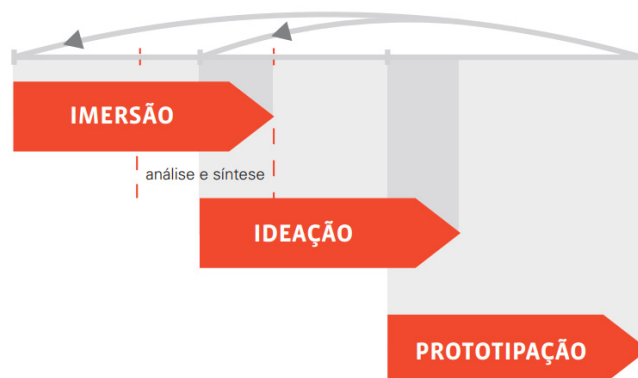 IMERSÃO
análise e síntese
IDEAÇÃO
PROTOTIPAÇÃO